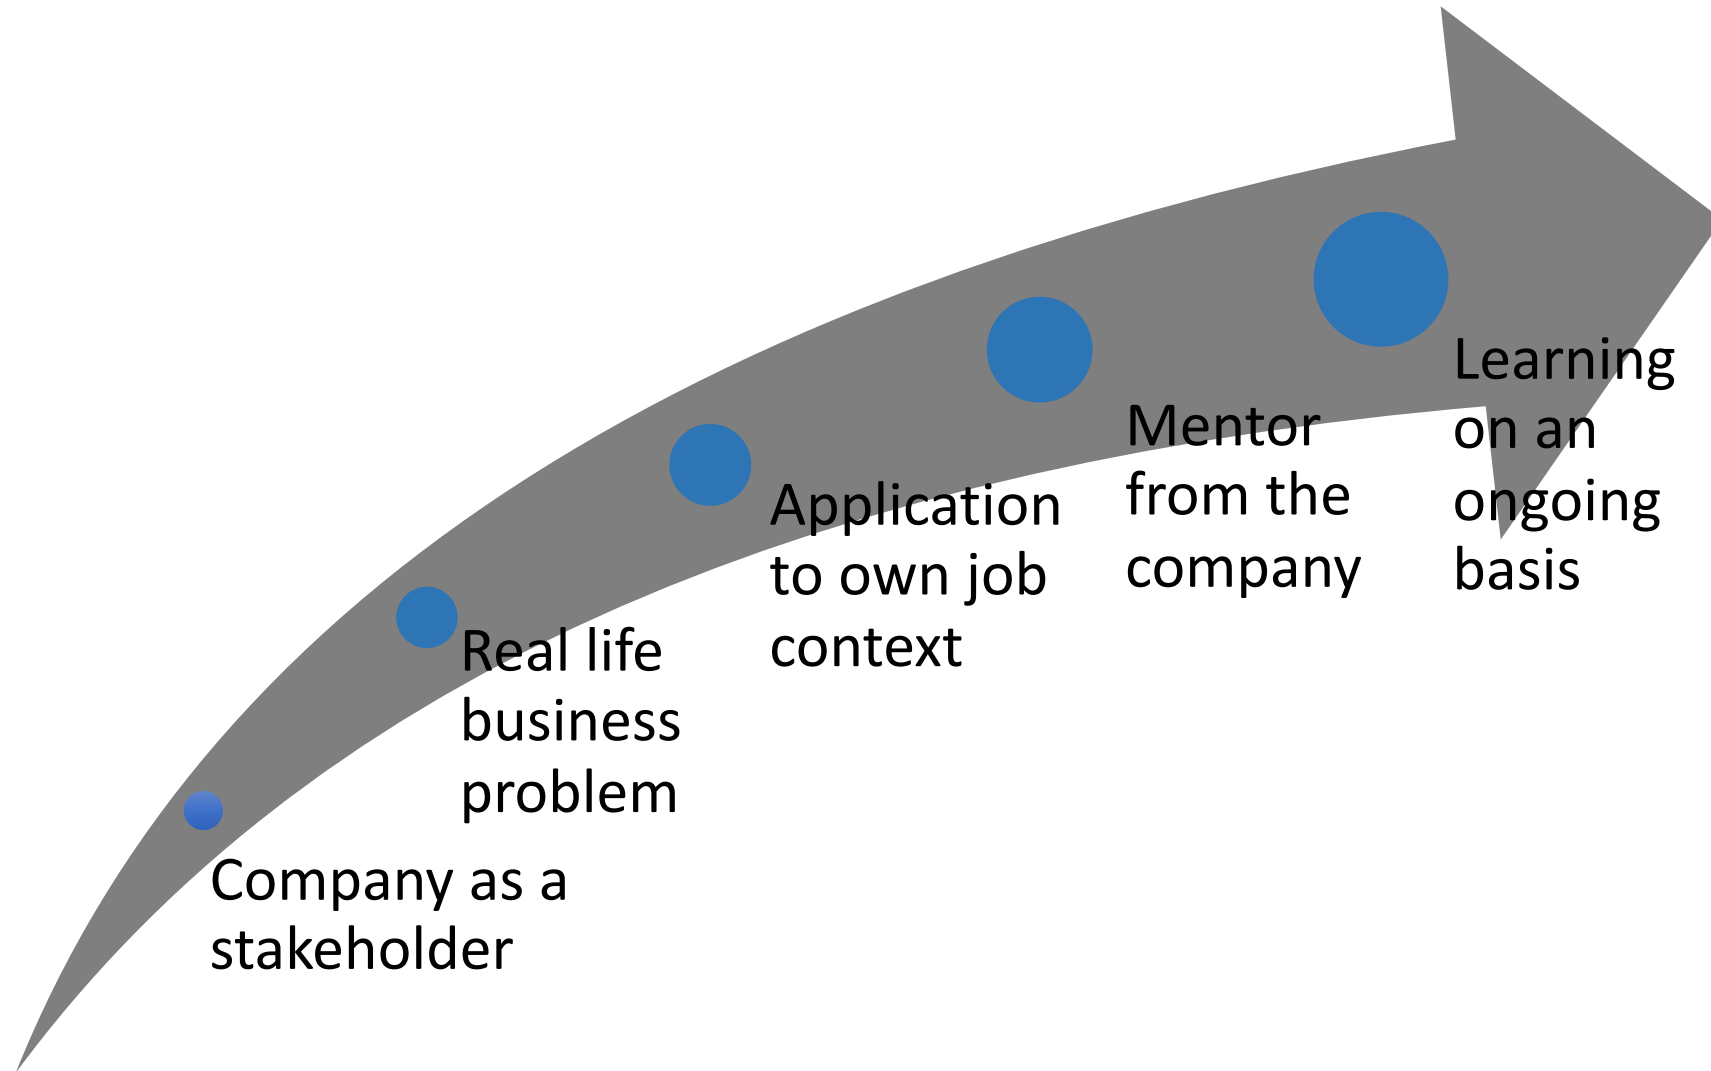 Company as a
stakeholder
Real life
business
problem
Application
to own job
context
Mentor
from the
company
Learning
on an
ongoing
basis